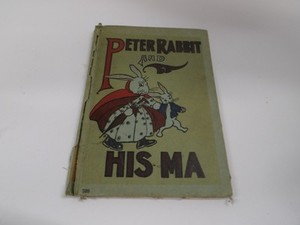 PETER RABBIT
AND
HIS MA